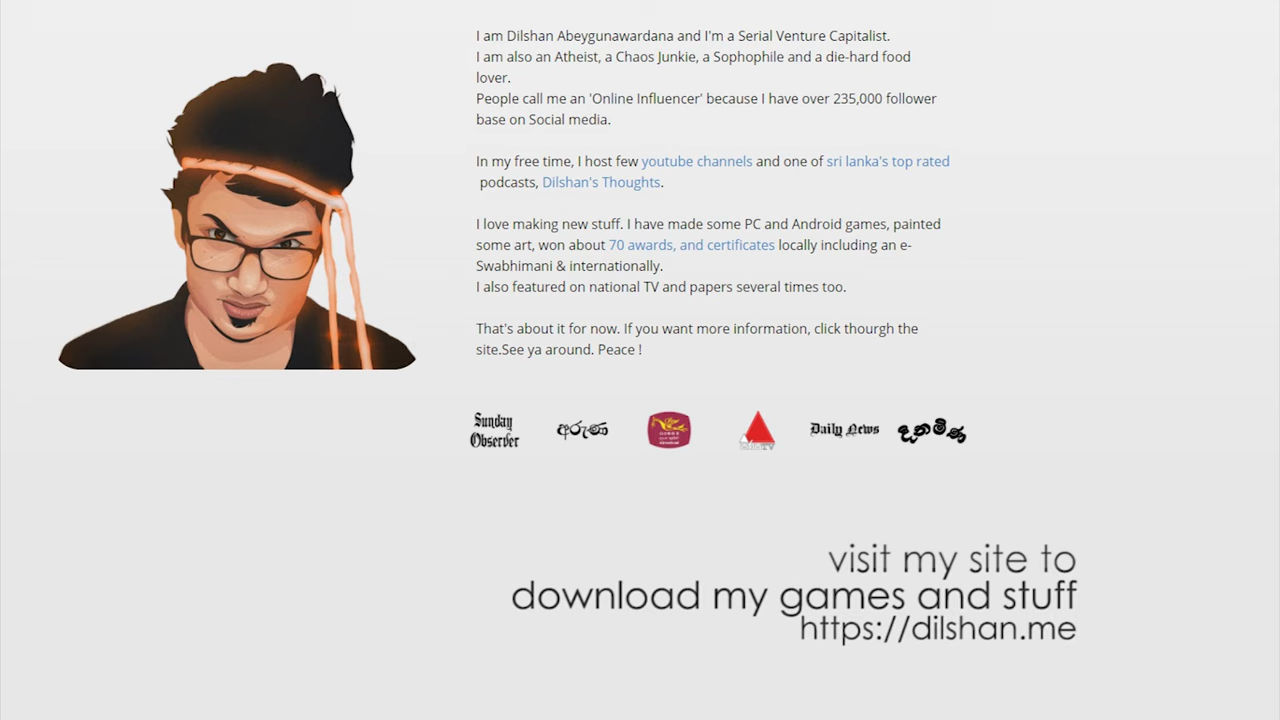 I am Dilshan Abeygunawardana and I'm a Serial Venture Capitalist.
I am also an Atheist, a Chaos Junkie, a Sophophile and a die-hard food
lover.
People call me an 'Online Influencer' because I have over 235,000 follower
base on Social media.
In my free time, I host few youtube channels and one of sri lanka's top rated
podcasts, Dilshan's Thoughts.
I love making new stuff. I have made some PC and Android games, painted
some art, won about 70 awards, and certificates locally including an e-
Swabhimani & internationally.
I also featured on national TV and papers several times too.
That's about it for now. If you want more information, click thourgh the
site.See ya around. Peace !
Sunday
Observer
අරුණ
Daily News
දිනමිණ
visit my site to
download my games and stuff
https://dilshan.me